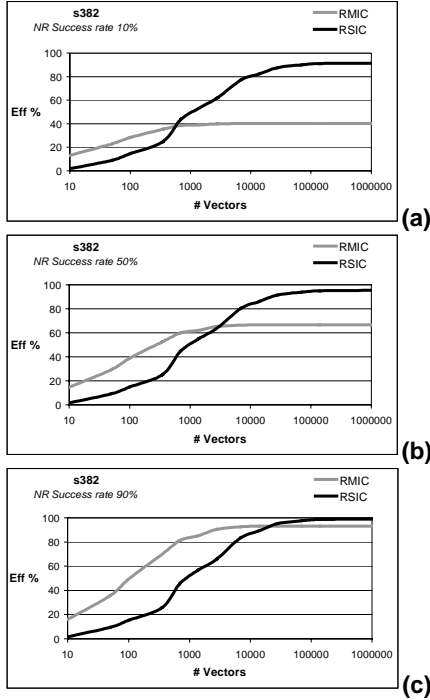 s382
NR Success rate 10%
RMIC
RSIC
Eff %
100
80
60
40
20
0
10 100 1000 10000 100000 1000000
# Vectors
(a)
s382
NR Success rate 50%
RMIC
RSIC
Eff %
100
80
60
40
20
0
10 100 1000 10000 100000 1000000
# Vectors
(b)
s382
NR Success rate 90%
RMIC
RSIC
Eff %
100
80
60
40
20
0
10 100 1000 10000 100000 1000000
# Vectors
(c)